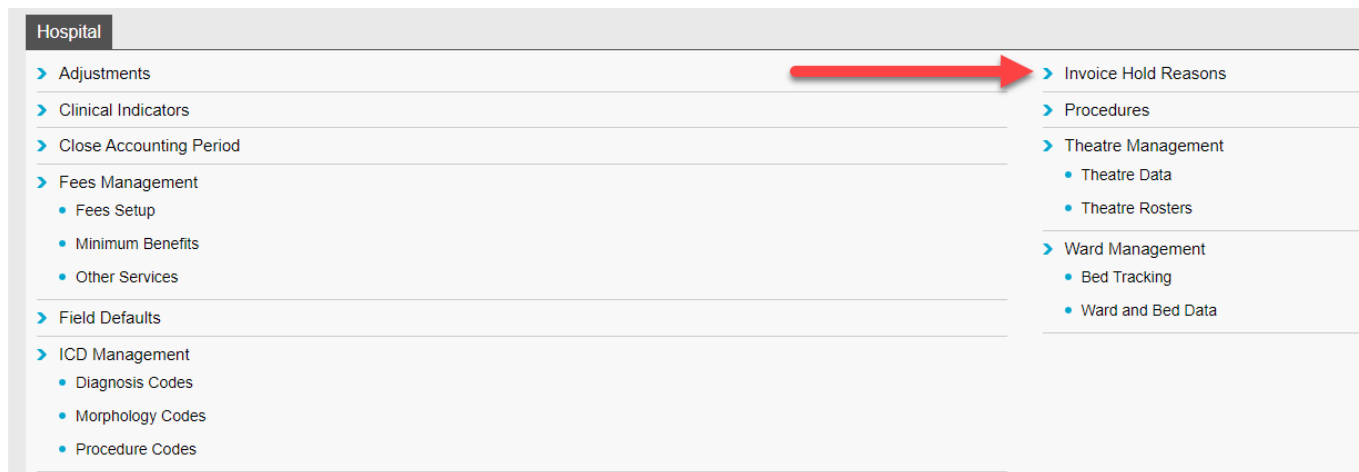 Hospital
Adjustments
Clinical Indicators
Close Accounting Period
Fees Management
Fees Setup
Minimum Benefits
Other Services
Field Defaults
ICD Management
Diagnosis Codes
Morphology Codes
Procedure Codes
Invoice Hold Reasons
Procedures
Theatre Management
Theatre Data
Theatre Rosters
Ward Management
Bed Tracking
Ward and Bed Data